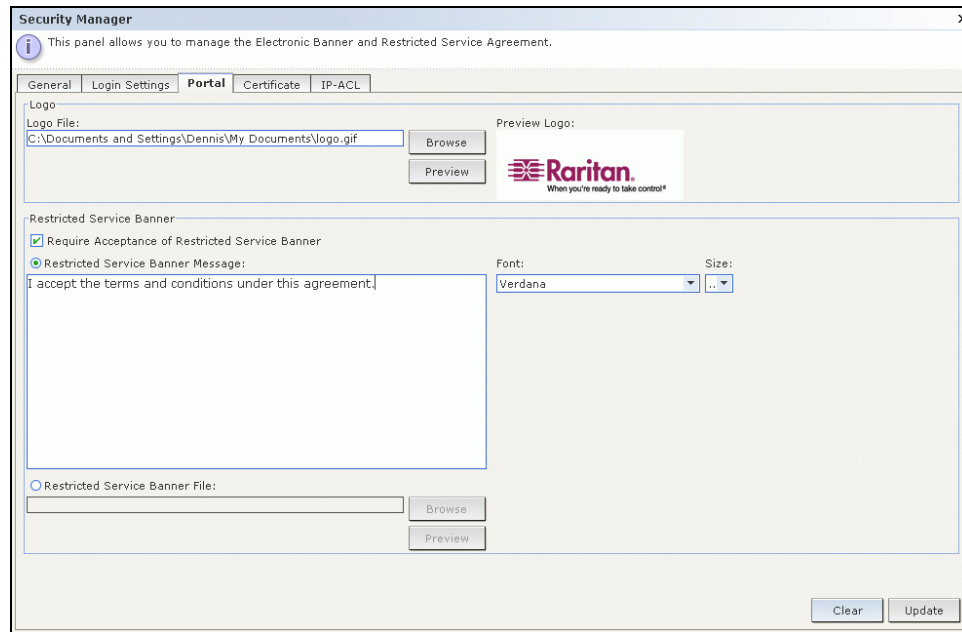 Security Manager
This panel allows you to manage the Electronic Banner and Restricted Service Agreement.
General Login Settings Portal Certificate IP-ACL
Logo
Logo File:
C:\Documents and Settings\Dennis\My Documents\logo.gif
Browse
Preview
Preview Logo:
Raritan.
When you're ready to take control®
Restricted Service Banner
Require Acceptance of Restricted Service Banner
Restricted Service Banner Message:
I accept the terms and conditions under this agreement.
Font:
Verdana
Size:
..
Restricted Service Banner File:
Browse
Preview
Clear Update